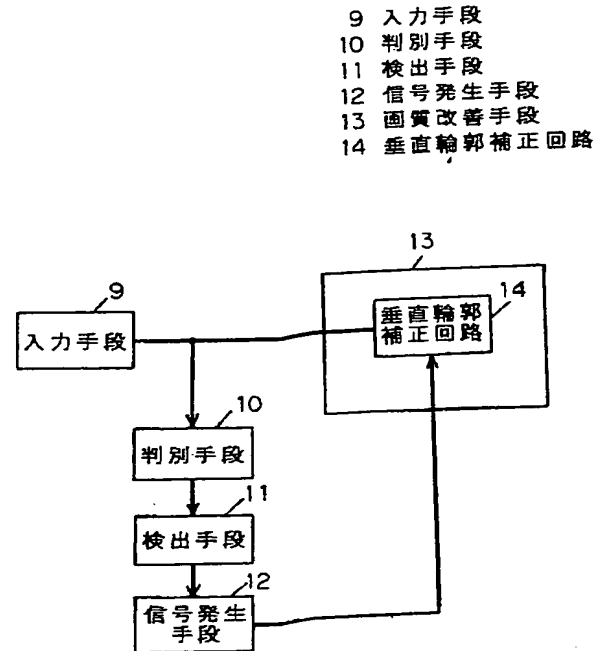 9 入力手段
10 判別手段
11 検出手段
12 信号発生手段
13 画質改善手段
14 垂直輪郭補正回路
13
14
垂直輪郭
補正回路
9
入力手段
10
判別手段
11
検出手段
12
信号発生
手段